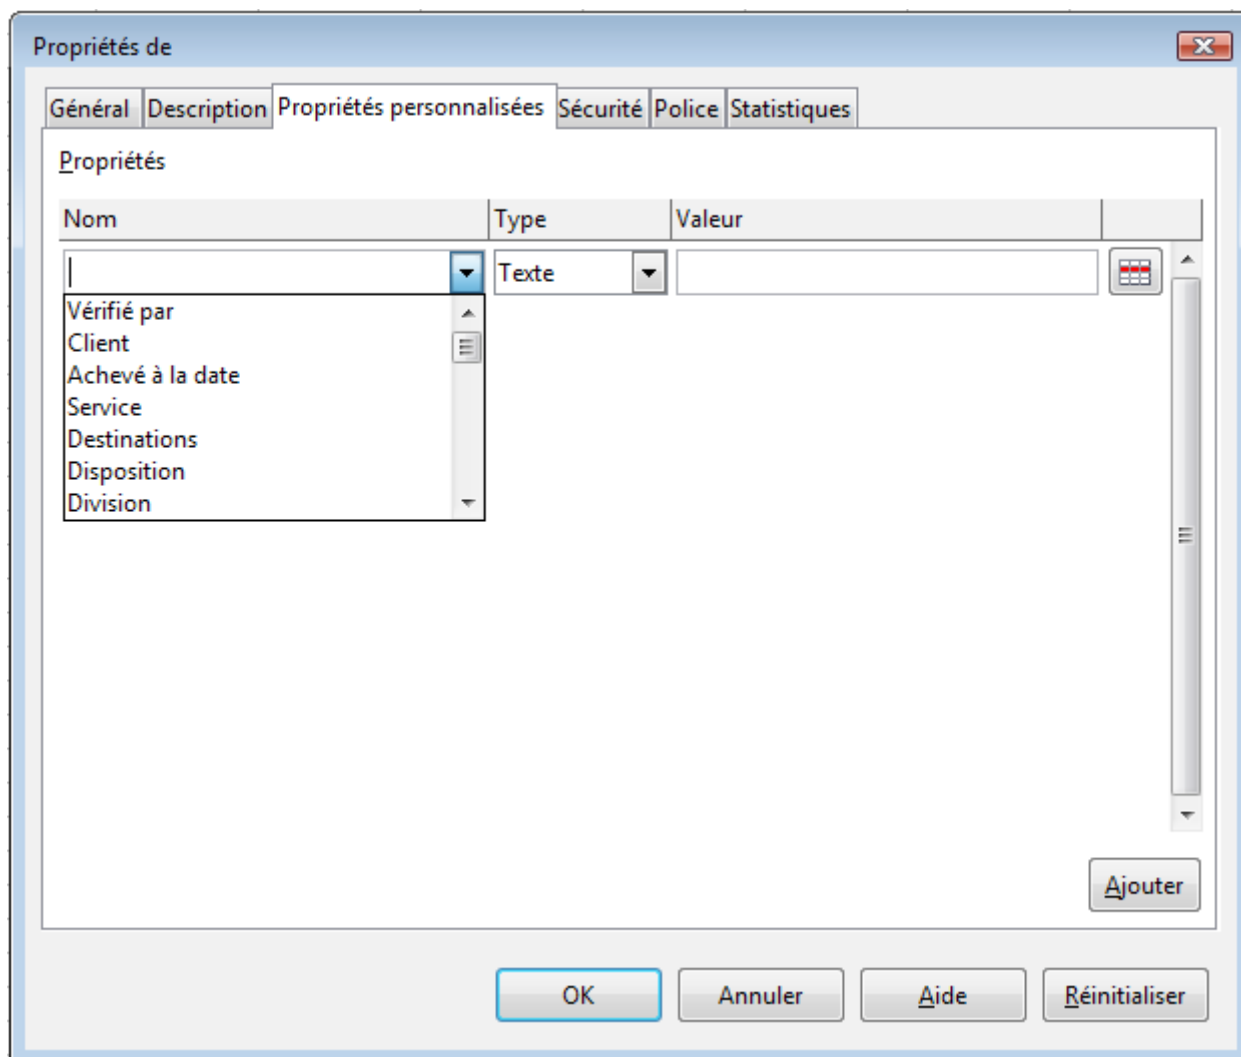 Propriétés de
Général Description Propriétés personnalisées Sécurité Police Statistiques
Propriétés
Nom Type Valeur
Texte
Vérifié par
Client
Achevé à la date
Service
Destinations
Disposition
Division
Ajouter
OK Annuler Aide Réinitialiser